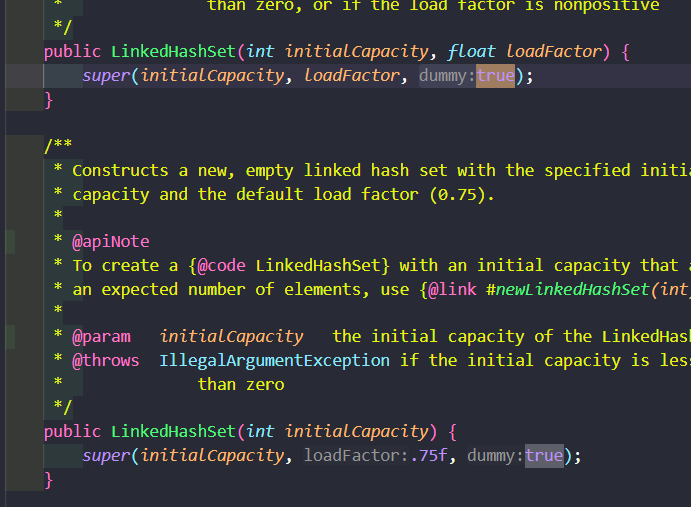 *          than zero, or if the load factor is nonpositive
*/
public LinkedHashSet(int initialCapacity, float loadFactor) {
super(initialCapacity, loadFactor, dummy:true);
}
/**
* Constructs a new, empty linked hash set with the specified initia
* capacity and the default load factor (0.75).
*
* @apiNote
* To create a {@code LinkedHashSet} with an initial capacity that a
* an expected number of elements, use {@link #newLinkedHashSet(int)
*
* @param   initialCapacity   the initial capacity of the LinkedHash
* @throws  IllegalArgumentException if the initial capacity is less
*              than zero
*/
public LinkedHashSet(int initialCapacity) {
super(initialCapacity, loadFactor:.75f, dummy:true);
}